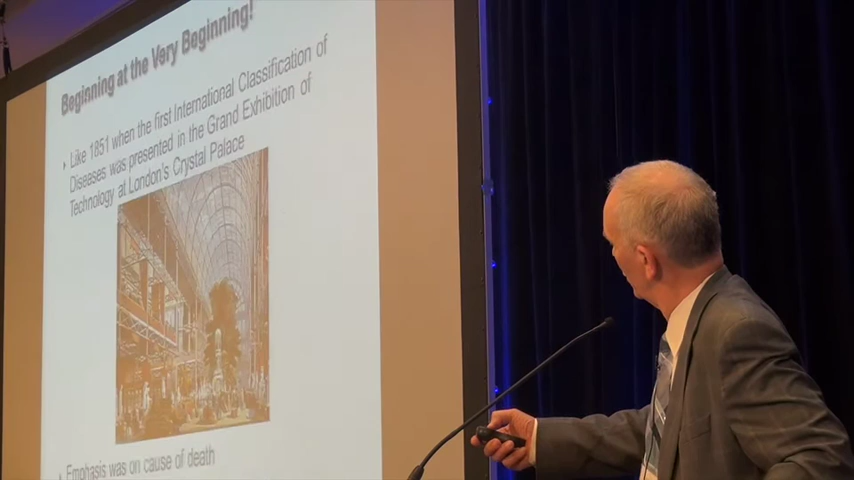 Beginning at the Very Beginning!
• Like 1851 when the first International Classification of
Diseases was presented in the Grand Exhibition of
Technology at London's Crystal Palace
• Emphasis was on cause of death